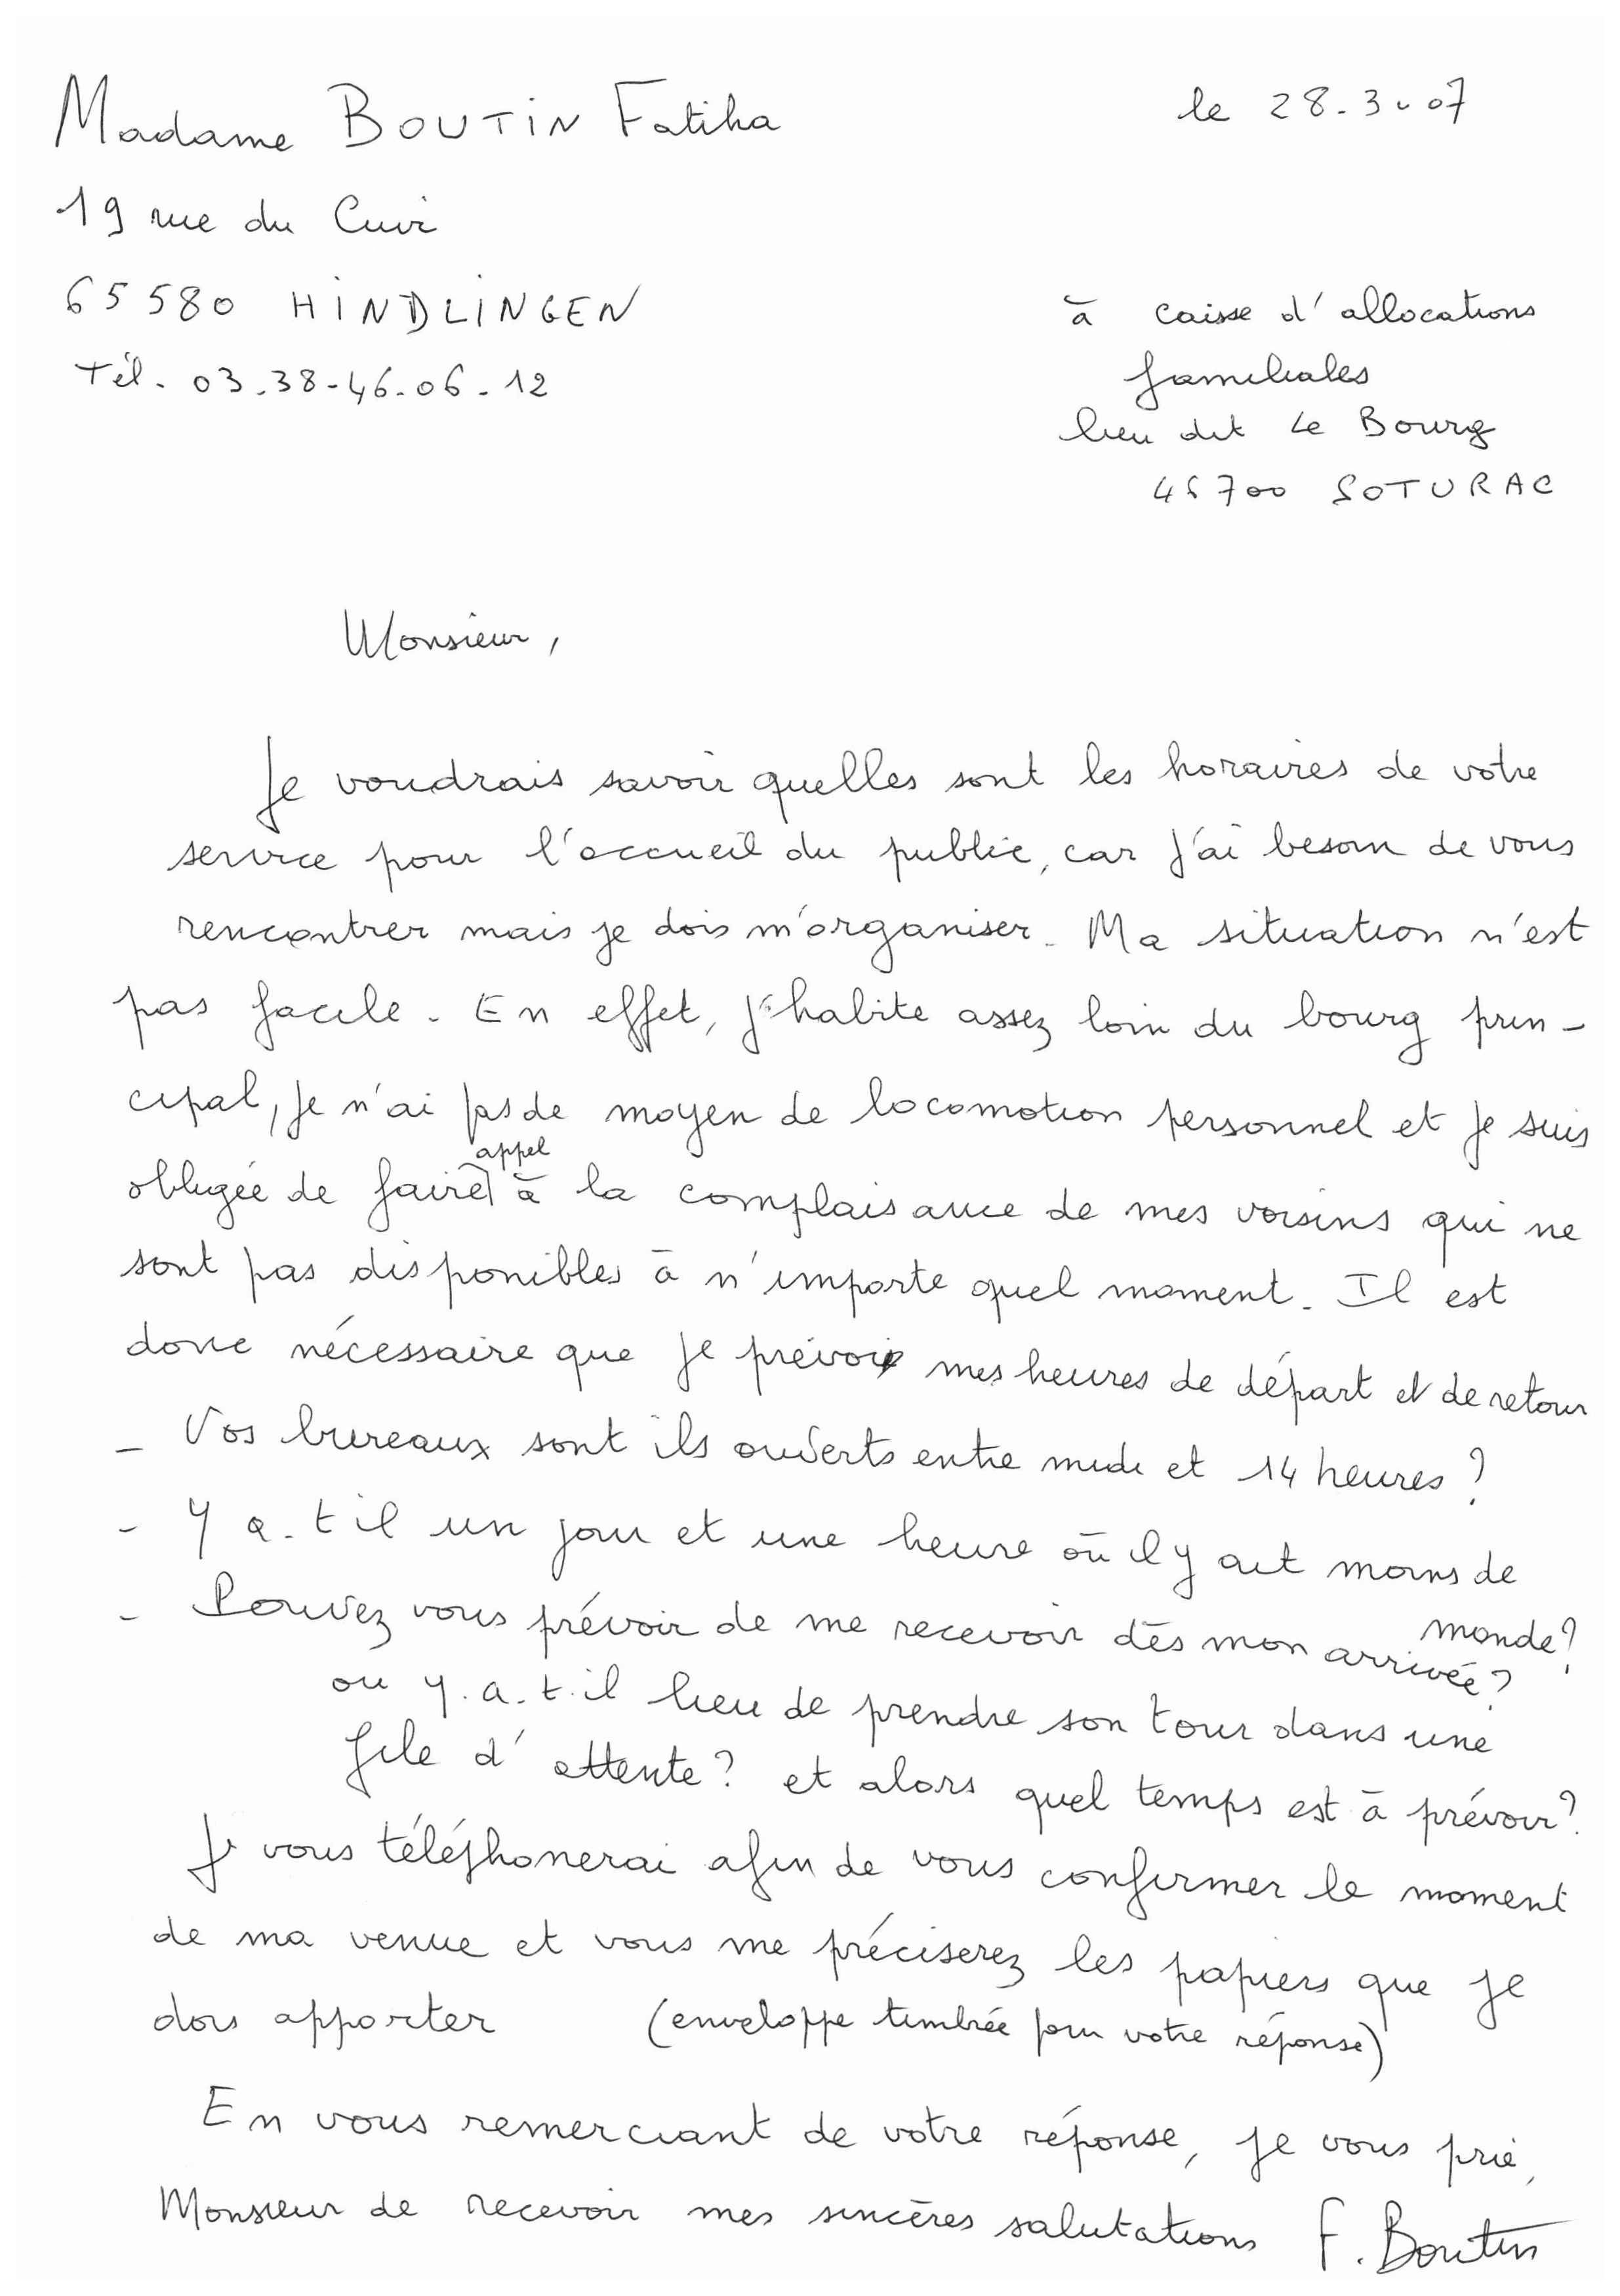 Madame BOUTIN Fatiha
le 28.3.07
19 rue du Cuvi
65580 HINDLINGEN
Tél. 03.38-46.06.12
à caisse d'allocations
familiales
lieu dit Le Bourg
46700 SOTURAC
Monsieur,
Je voudrais savoir quelles sont les horaires de votre
service pour l'accueil du public, car j'ai besoin de vous
rencontrer mais je dois m'organiser. Ma situation n'est
pas facile. En effet, j'habite assez loin du bourg prin-
cipal, je n'ai pas de moyen de locomotion personnel et je suis
obligée de faire appel à la complaisance de mes voisins qui ne
sont pas disponibles à n'importe quel moment. Il est
donc nécessaire que je prévoie mes heures de départ et de retour
- Vos bureaux sont ils ouverts entre midi et 14 heures ?
- Y a.t il un jour et une heure où il y ait moins de
monde ?
- Pouvez vous prévoir de me recevoir dès mon arrivée ?
ou y.a.t.il lieu de prendre son tour dans une
file d'attente ? et alors quel temps est à prévoir ?
Je vous téléphonerai afin de vous confirmer le moment
de ma venue et vous me préciserez les papiers que je
dois apporter (enveloppe timbrée pour votre réponse)
En vous remerciant de votre réponse, je vous prie,
Monsieur de recevoir mes sincères salutations F. Boutin